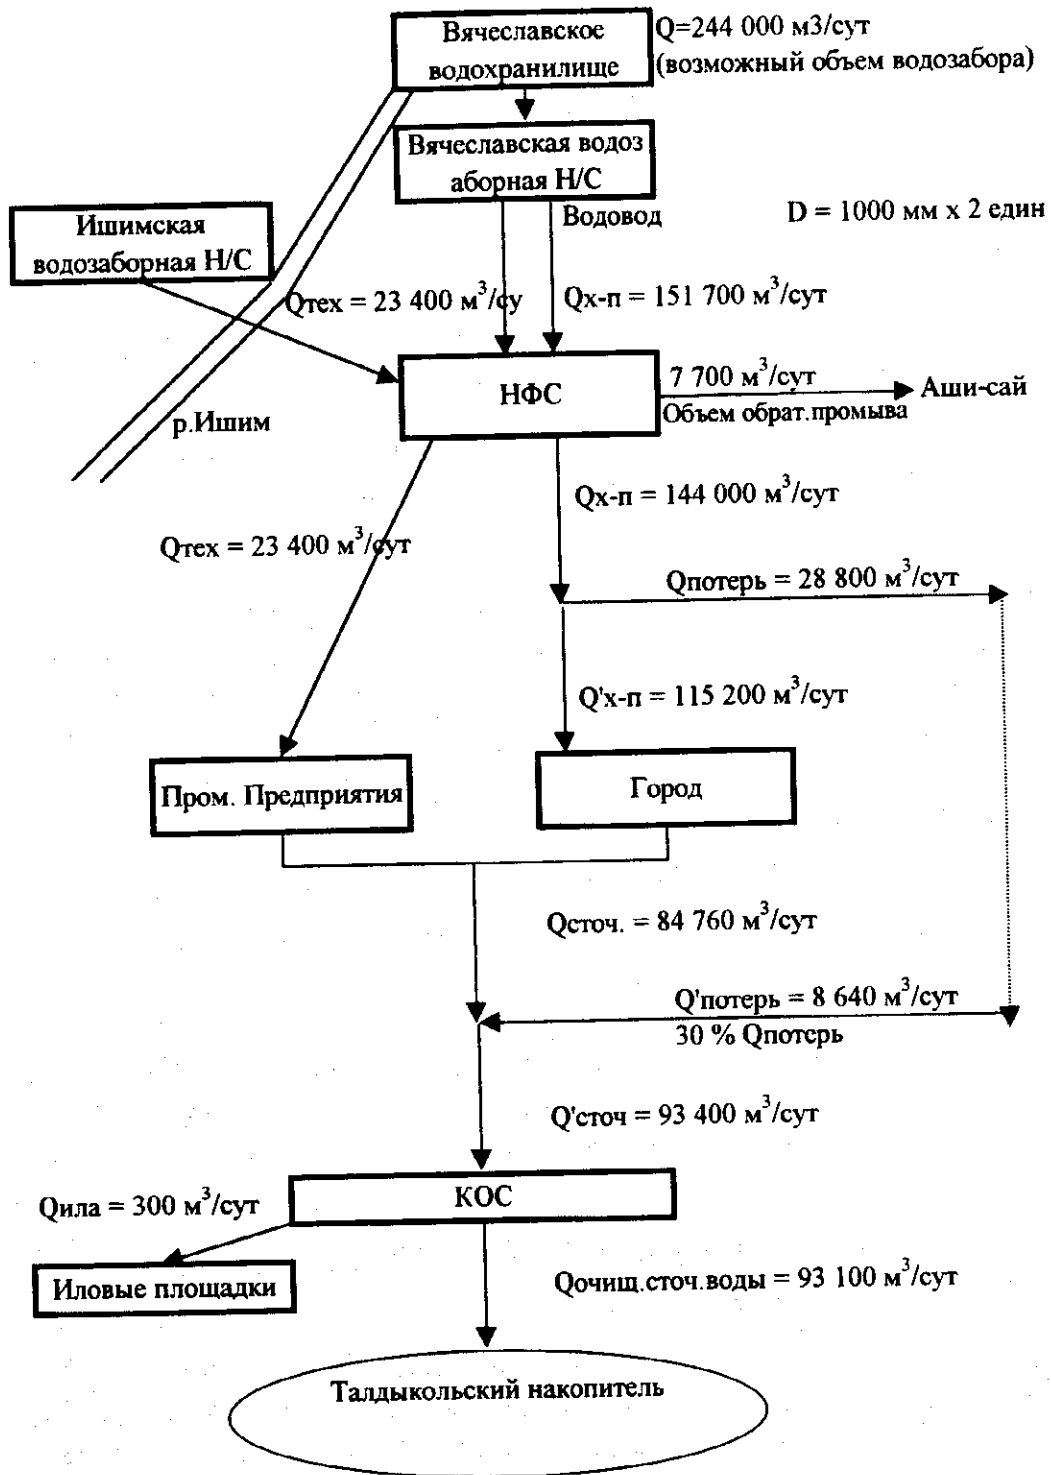 Вячеславское
водохранилище
Q=244 000 м3/сут
(возможный объем водозабора)
Вячеславская водоз
аборная Н/С
Ишимская
водозаборная Н/С
Водовод
D = 1000 мм х 2 един
Qтех = 23 400 м³/су
Qх-п = 151 700 м³/сут
НФС
7 700 м³/сут
Объем обрат.промыва
Аши-сай
р.Ишим
Qх-п = 144 000 м³/сут
Qтех = 23 400 м³/сут
Qпотерь = 28 800 м³/сут
Q'х-п = 115 200 м³/сут
Пром. Предприятия
Город
Qсточ. = 84 760 м³/сут
Q'потерь = 8 640 м³/сут
30 % Qпотерь
Q'сточ = 93 400 м³/сут
Qила = 300 м³/сут
КОС
Иловые площадки
Qочищ.сточ.воды = 93 100 м³/сут
Талдыкольский накопитель